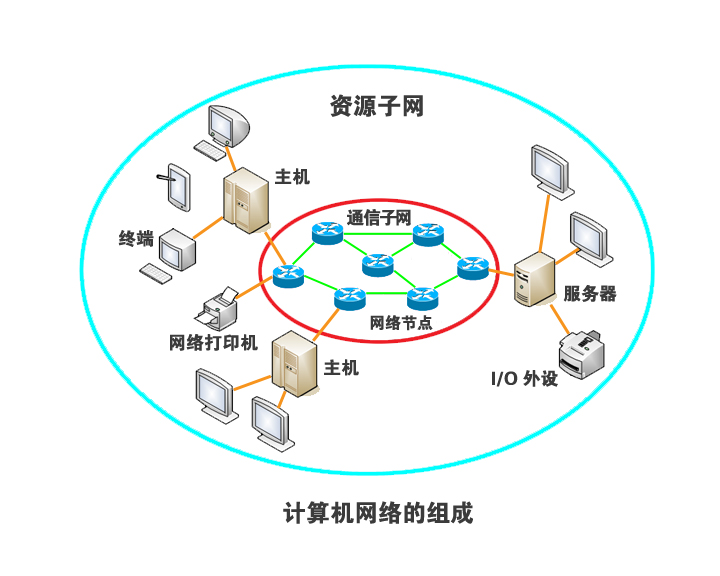 资源子网
主机
通信子网
终端
服务器
网络节点
网络打印机
主机
I/O 外设
计算机网络的组成